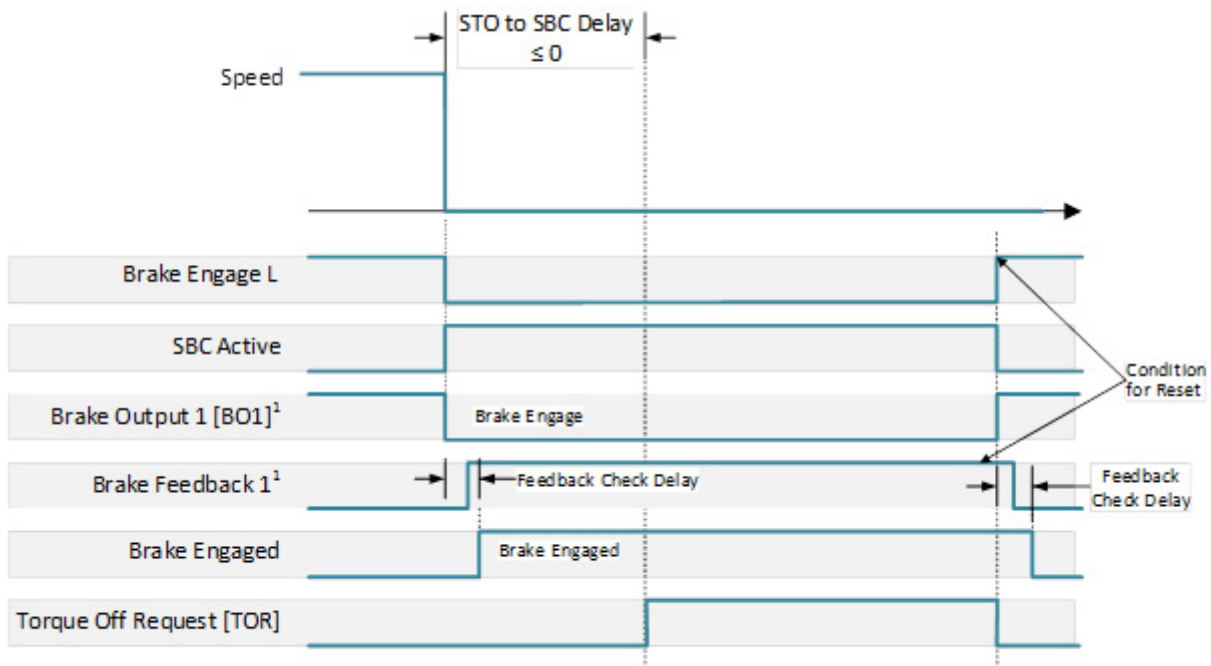 STO to SBC Delay
≤ 0
Speed
Brake Engage L
SBC Active
Brake Output 1 [BO1]¹
Brake Engage
Condition
for Reset
Brake Feedback 1¹
Feedback Check Delay
Feedback
Check Delay
Brake Engaged
Brake Engaged
Torque Off Request [TOR]